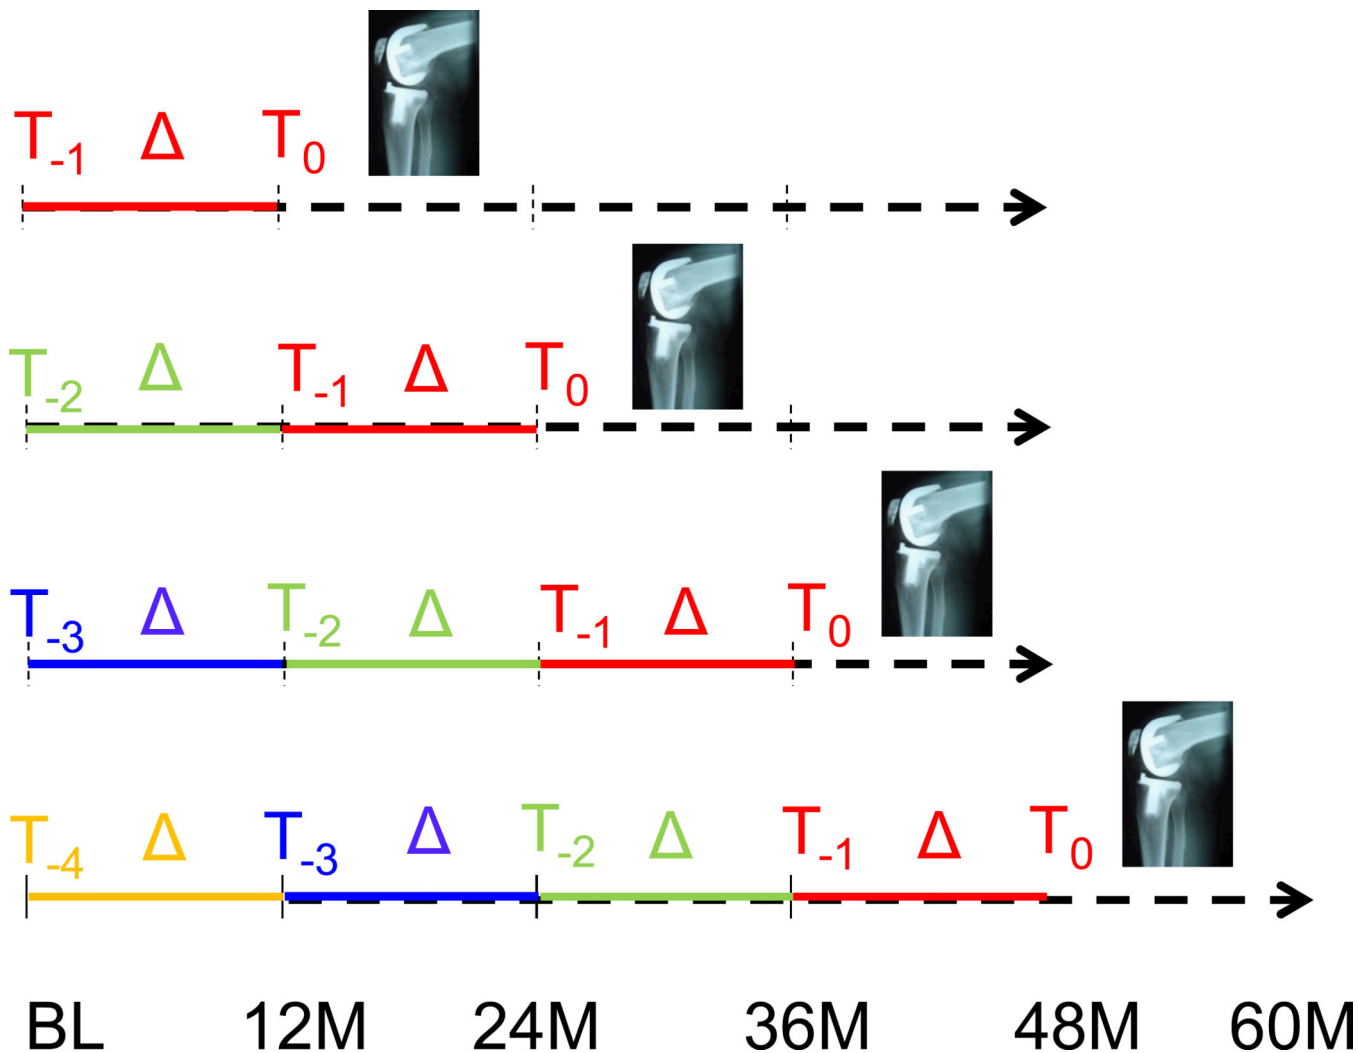 T-1 Δ T0
T-2 Δ T-1 Δ T0
T-3 Δ T-2 Δ T-1 Δ T0
T-4 Δ T-3 Δ T-2 Δ T-1 Δ T0
BL 12M 24M 36M 48M 60M